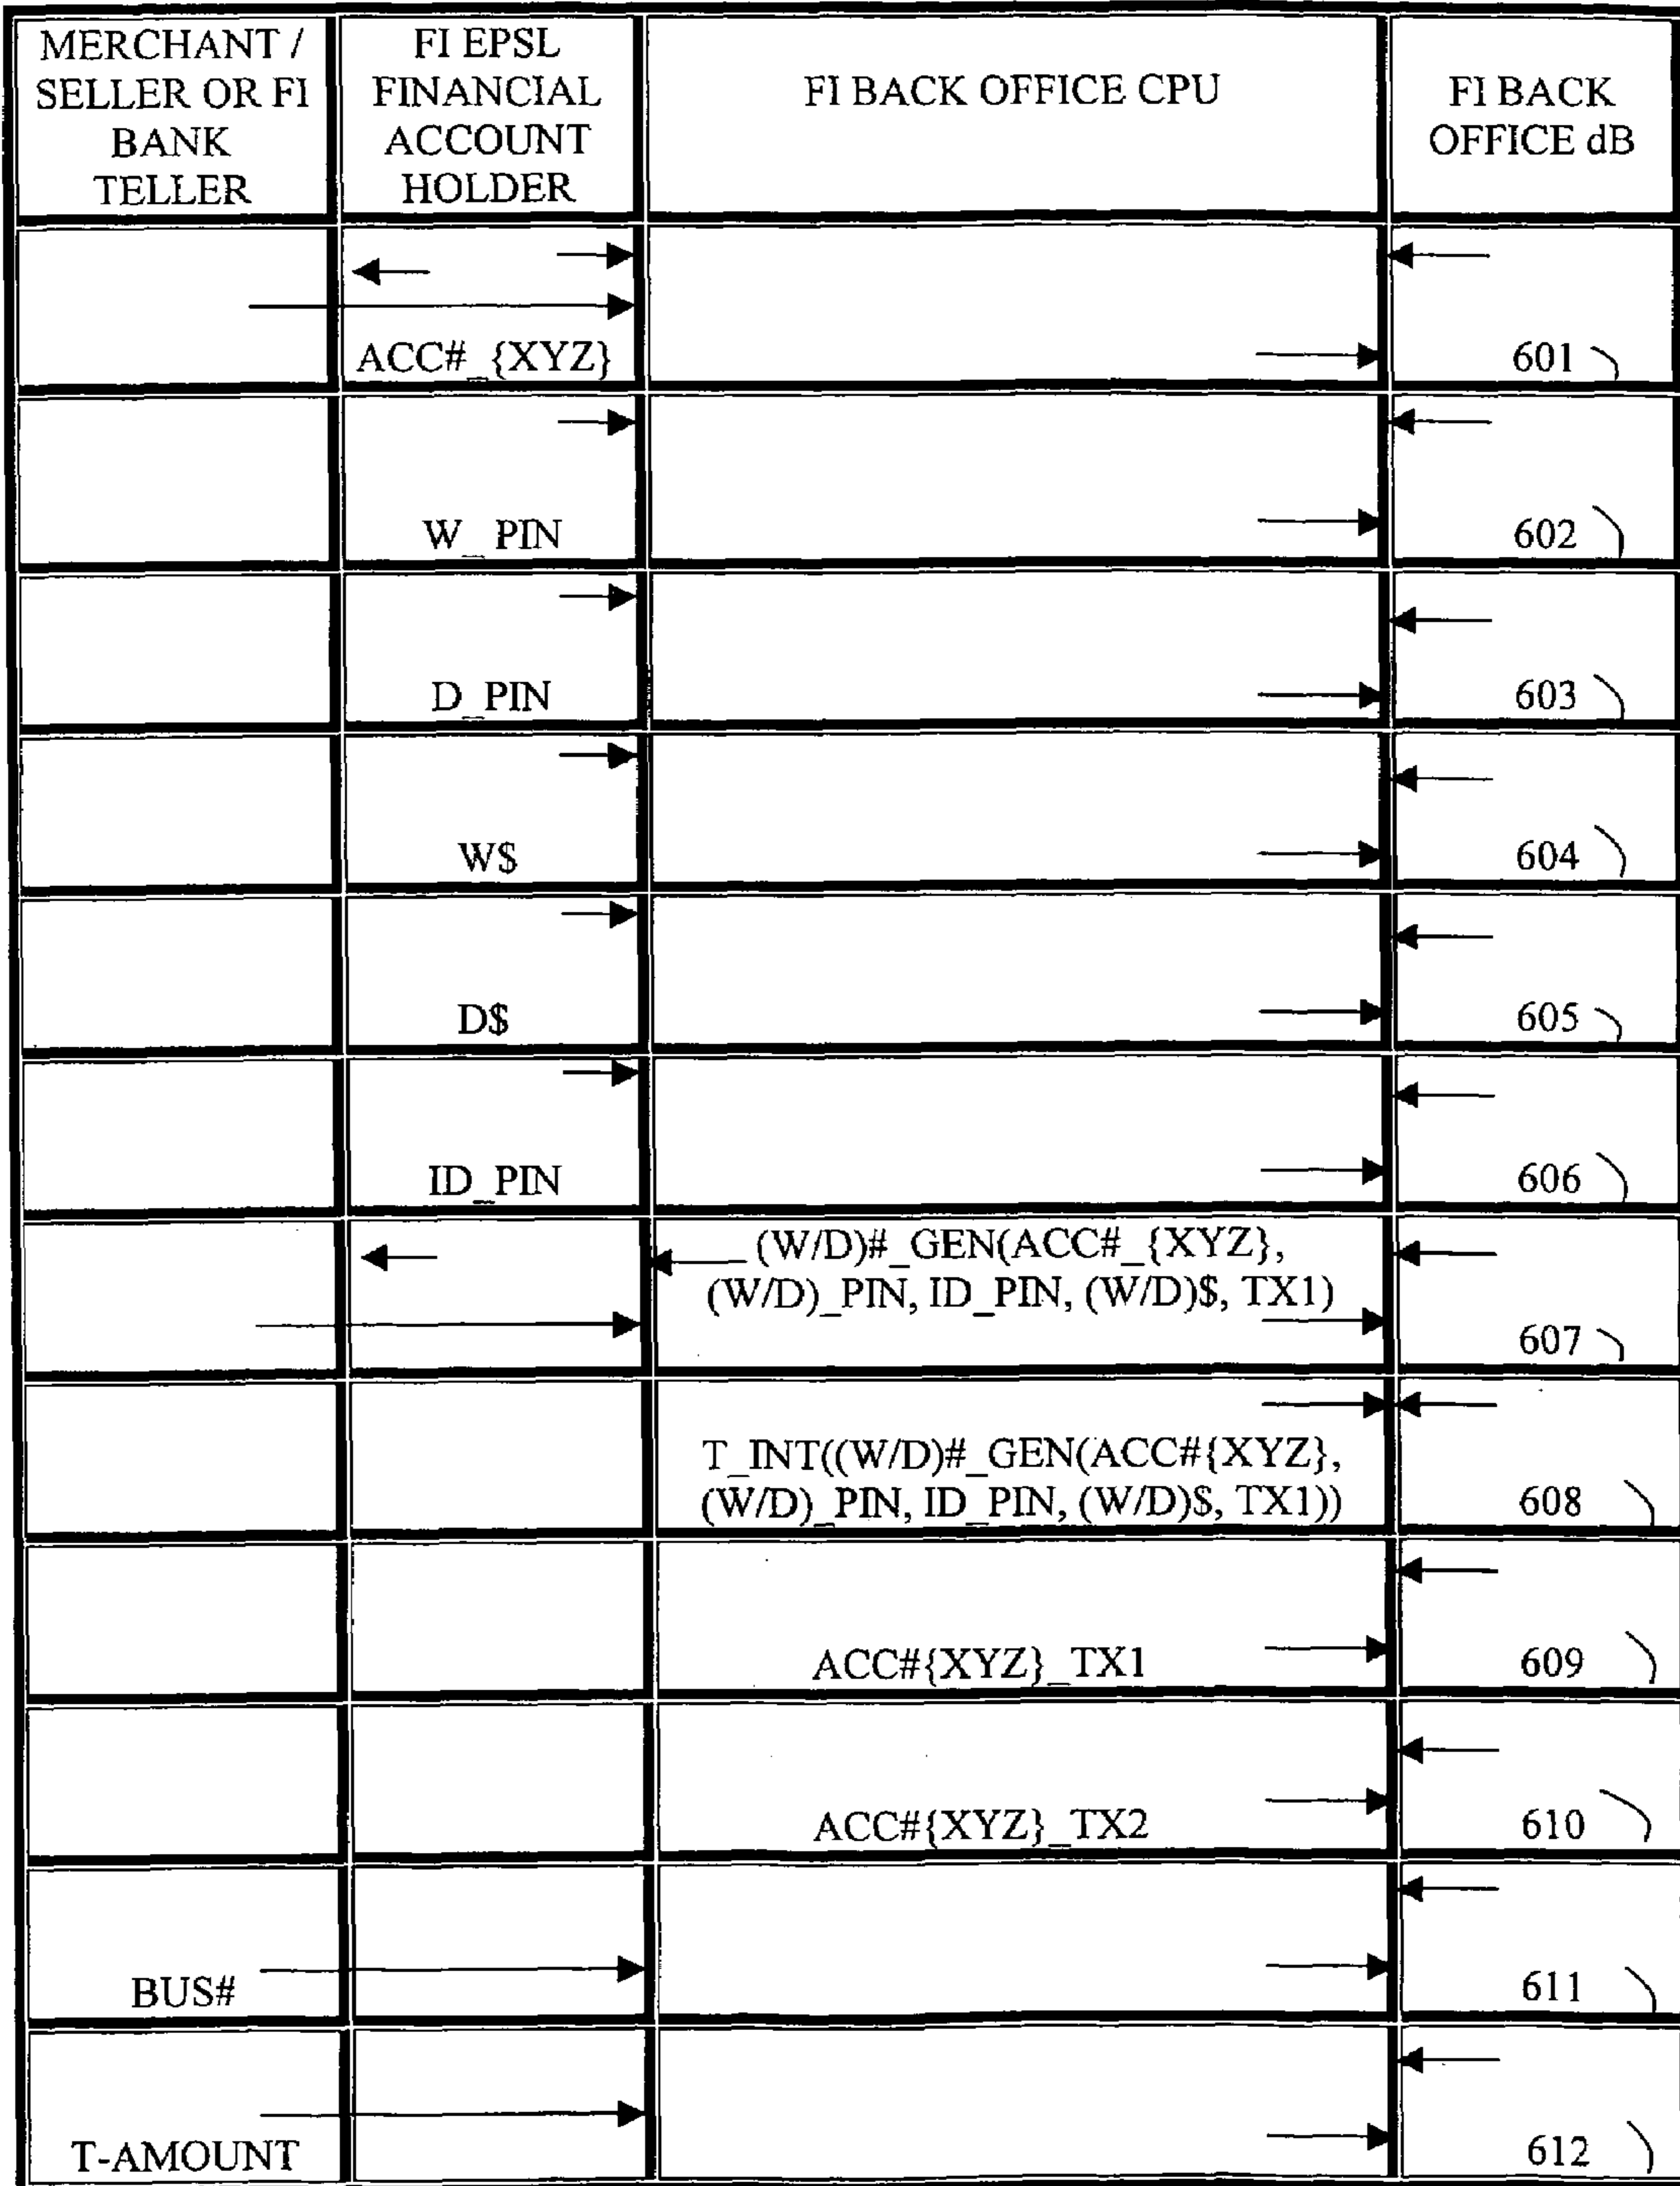 MERCHANT /
SELLER OR FI
BANK
TELLER
FI EPSL
FINANCIAL
ACCOUNT
HOLDER
FI BACK OFFICE CPU
FI BACK
OFFICE dB
ACC#_{XYZ}
601
W_PIN
602
D_PIN
603
W$
604
D$
605
ID_PIN
606
(W/D)#_GEN(ACC#_{XYZ},
(W/D)_PIN, ID_PIN, (W/D)$, TX1)
607
T_INT((W/D)#_GEN(ACC#{XYZ},
(W/D)_PIN, ID_PIN, (W/D)$, TX1))
608
ACC#{XYZ}_TX1
609
ACC#{XYZ}_TX2
610
BUS#
611
T-AMOUNT
612